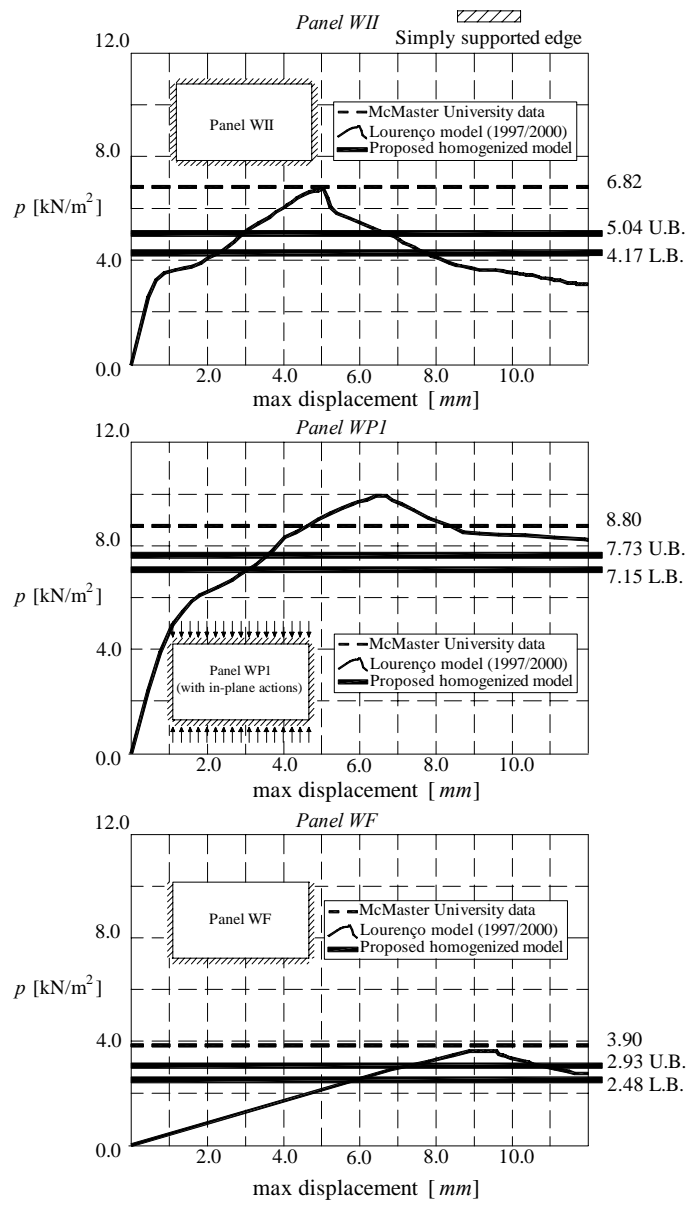 Panel WII
Simply supported edge
12.0
Panel WII
McMaster University data
Lourenço model (1997/2000)
Proposed homogenized model
8.0
6.82
p [kN/m2]
5.04 U.B.
4.17 L.B.
4.0
0.0
2.0 4.0 6.0 8.0 10.0
max displacement [ mm]
Panel WP1
12.0
8.80
8.0
7.73 U.B.
7.15 L.B.
p [kN/m2]
4.0
McMaster University data
Lourenço model (1997/2000)
Proposed homogenized model
Panel WP1
(with in-plane actions)
0.0
2.0 4.0 6.0 8.0 10.0
max displacement [ mm]
Panel WF
12.0
Panel WF
McMaster University data
Lourenço model (1997/2000)
Proposed homogenized model
8.0
p [kN/m2]
4.0
3.90
2.93 U.B.
2.48 L.B.
0.0
2.0 4.0 6.0 8.0 10.0
max displacement [ mm]